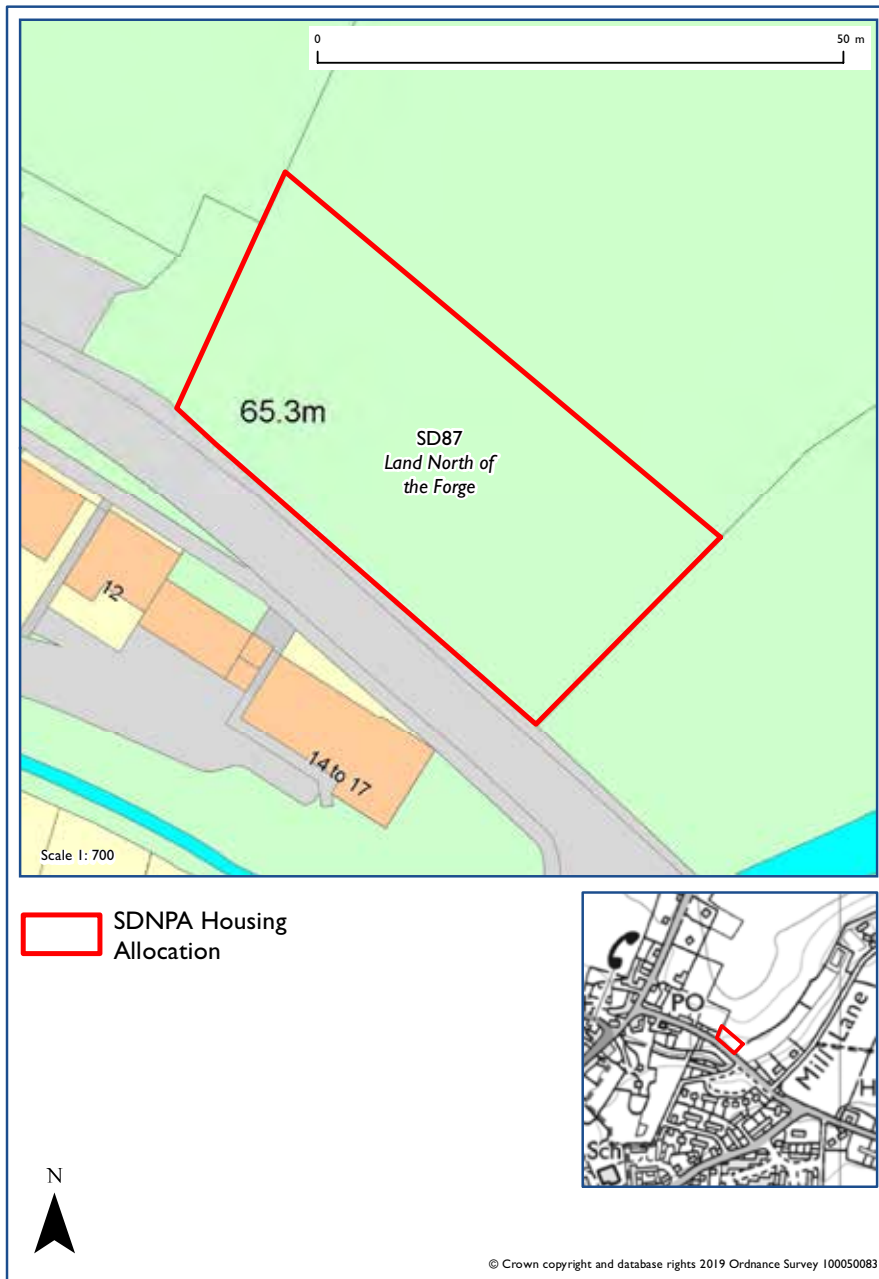 0 50 m
65.3m
SD87
Land North of
the Forge
12
14 to 17
Scale 1: 700
SDNPA Housing
Allocation
PO
Mill Lane
H
Sch
N
© Crown copyright and database rights 2019 Ordnance Survey 100050083